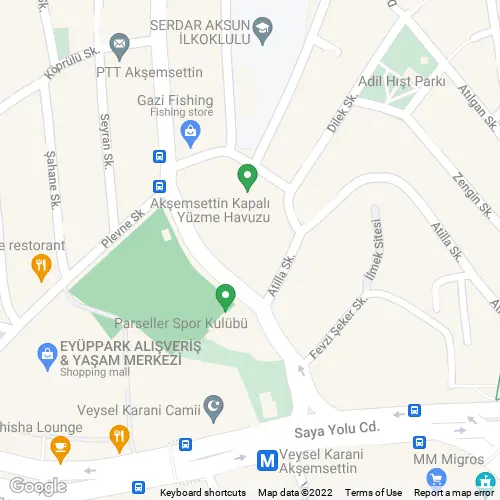 SERDAR AKSUN
İLKOKLULU
Köprülü Sk.
PTT Akşemsettin
Adil Hışt Parkı
Atılgan Sk.
Gazi Fishing
Fishing store
Dilek Sk.
Seyran Sk.
Şahane Sk.
Zengin Sk.
Akşemsettin Kapalı
Yüzme Havuzu
Plevne Sk
e restorant
Atilla Sk.
Atilla Sk.
İlmek Sitesi
Parseller Spor Kulübü
Fevzi Şeker Sk.
EYÜPPARK ALIŞVERİŞ
& YAŞAM MERKEZİ
Shopping mall
Veysel Karani Camii
hisha Lounge
Saya Yolu Cd.
M
Veysel Karani
Akşemsettin
MM Migros
Google
Keyboard shortcuts
Map data ©2022
Terms of Use
Report a map error